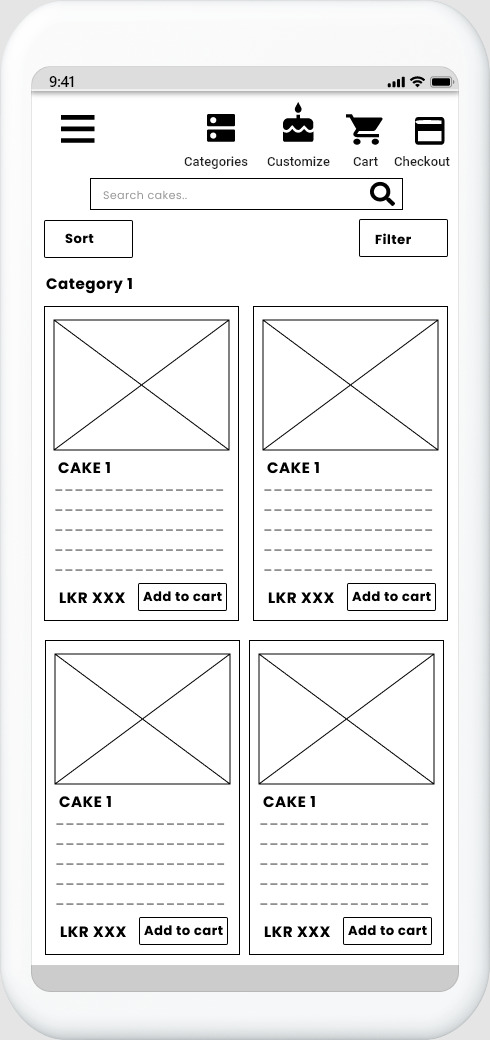 9:41
Categories Customize Cart Checkout
Search cakes..
Sort Filter
Category 1
CAKE 1 CAKE 1
LKR XXX Add to cart LKR XXX Add to cart
CAKE 1 CAKE 1
LKR XXX Add to cart LKR XXX Add to cart